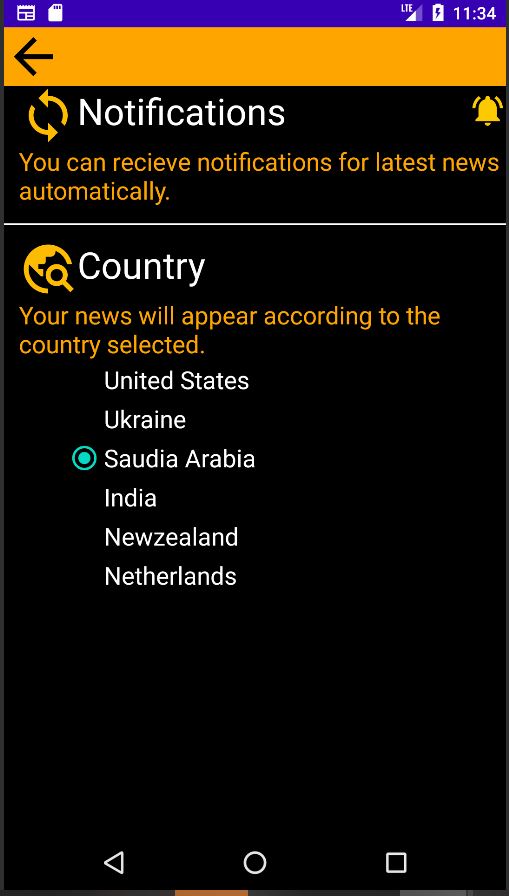 LTE 11:34
Notifications
You can recieve notifications for latest news
automatically.
Country
Your news will appear according to the
country selected.
United States
Ukraine
Saudia Arabia
India
Newzealand
Netherlands